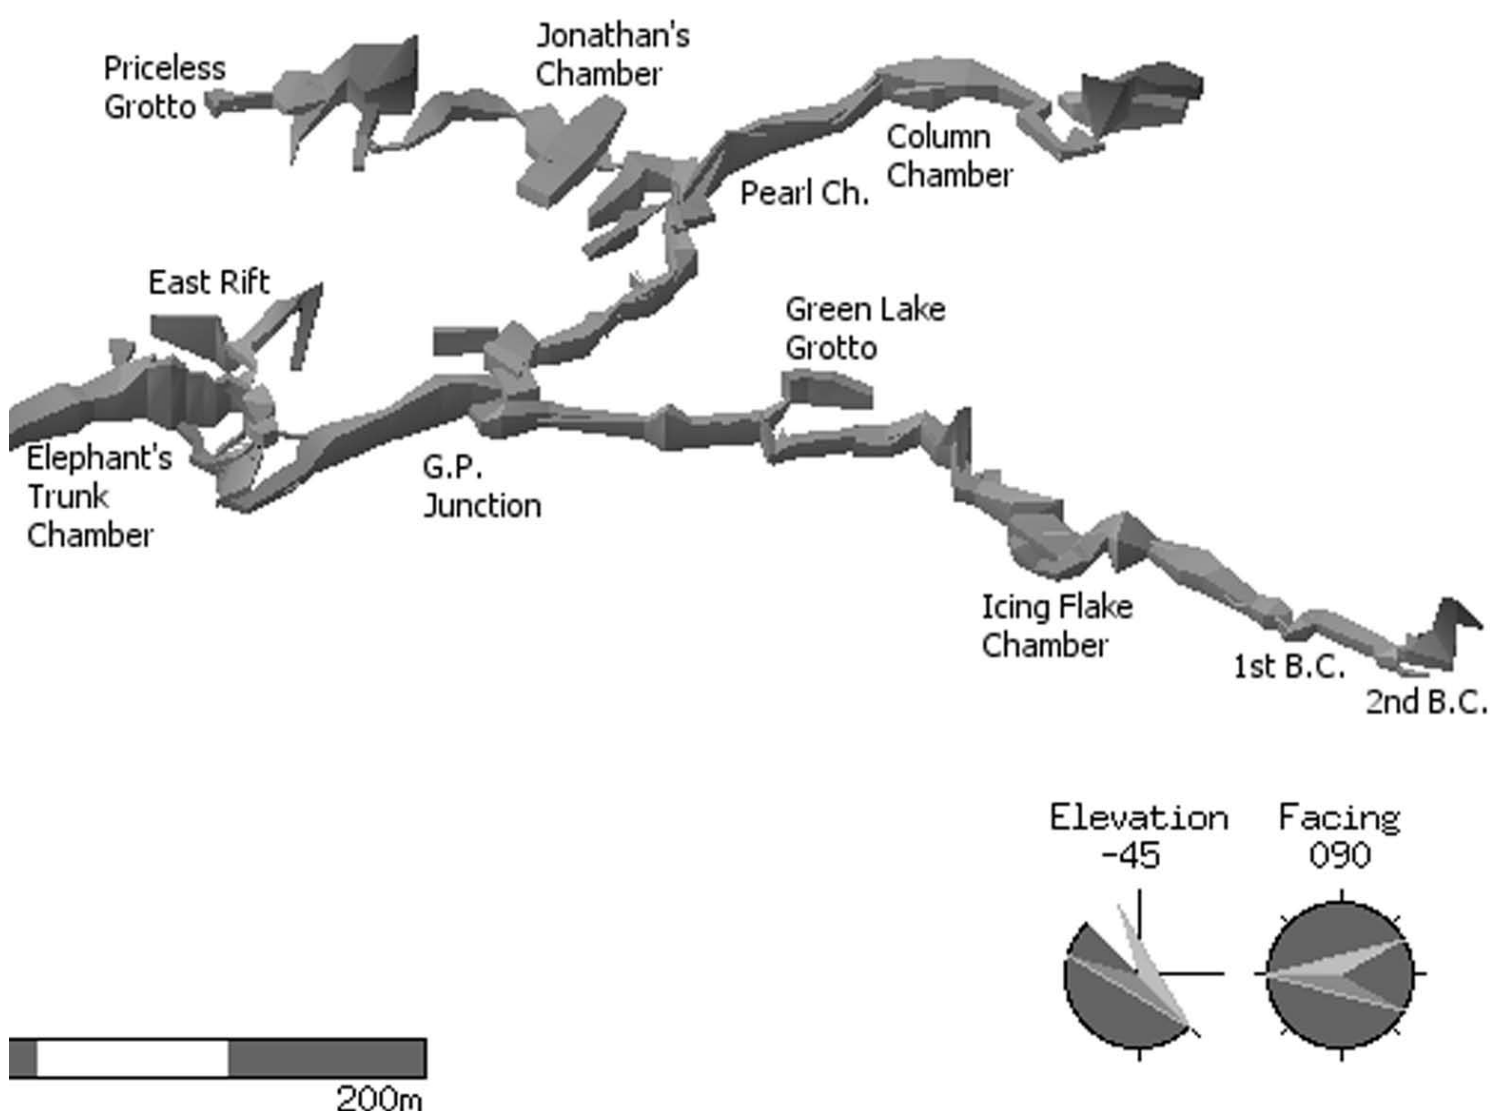 Jonathan's
Chamber
Priceless
Grotto
Column
Chamber
Pearl Ch.
East Rift
Green Lake
Grotto
Elephant's
Trunk
Chamber
G.P.
Junction
Icing Flake
Chamber
1st B.C.
2nd B.C.
Elevation
-45
Facing
090
200m